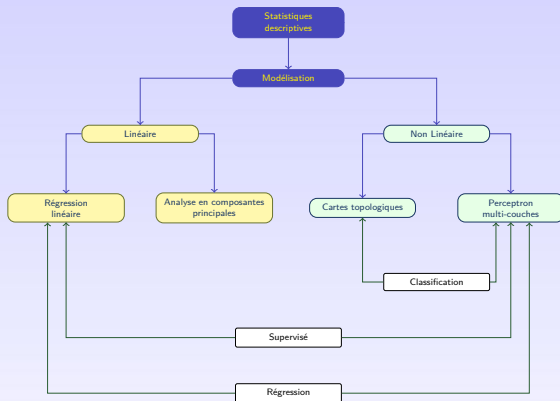 Statistiques
descriptives
Modélisation
Linéaire
Non Linéaire
Régression
linéaire
Analyse en composantes
principales
Cartes topologiques
Perceptron
multi-couches
Classification
Supervisé
Régression